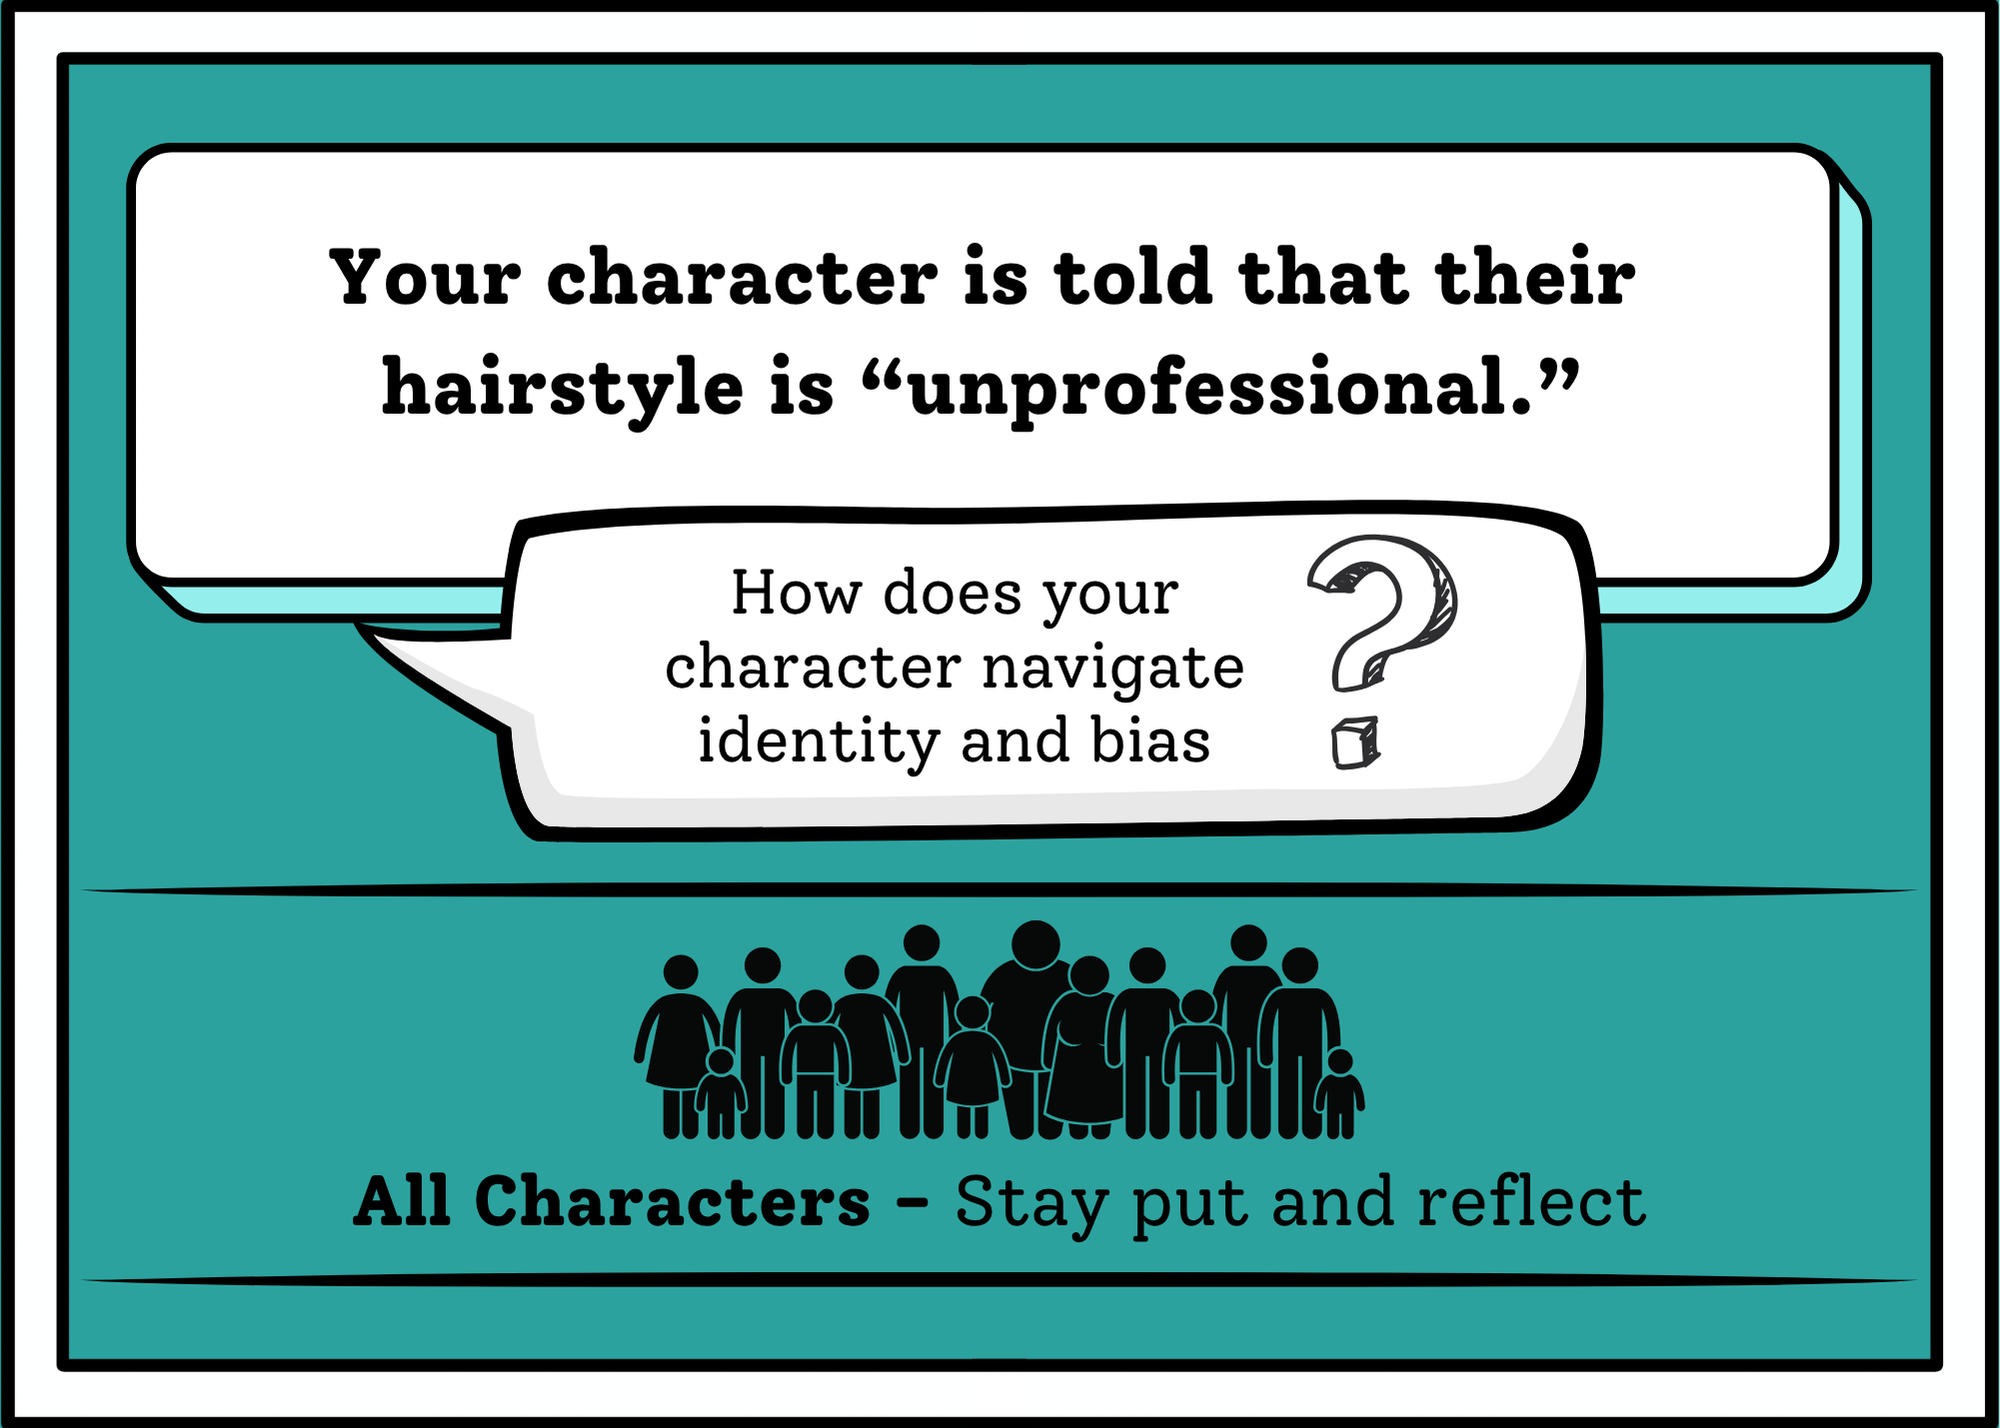 Your character is told that their
hairstyle is “unprofessional.”
How does your
character navigate
identity and bias
?
All Characters – Stay put and reflect